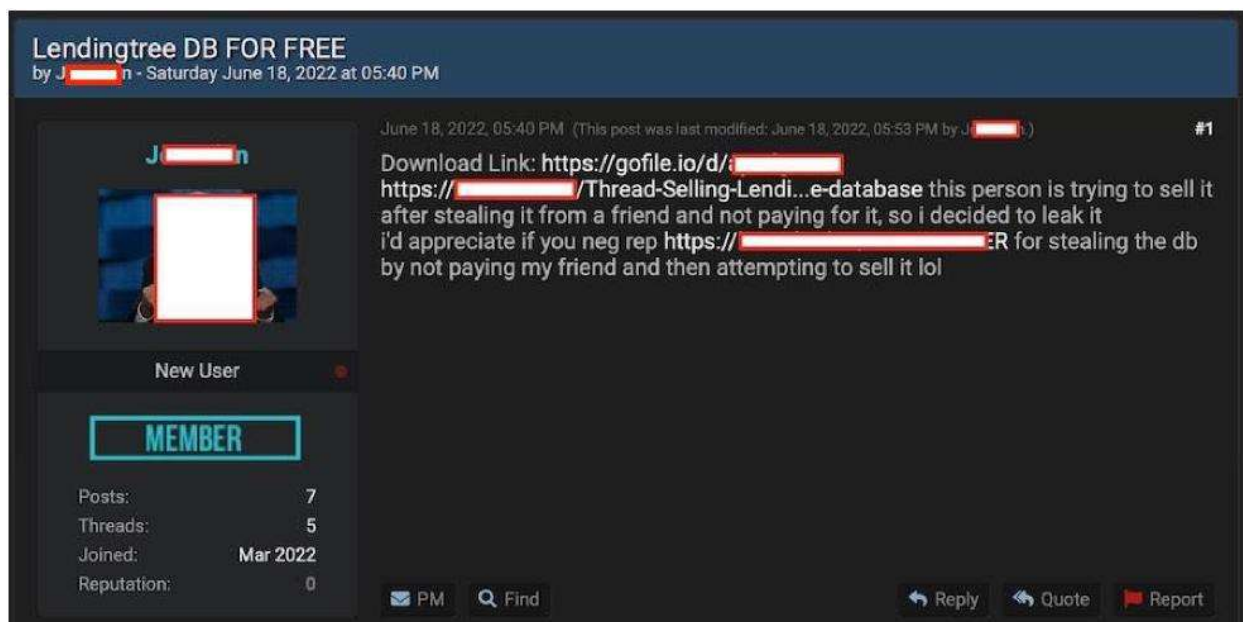 Lendingtree DB FOR FREE
by J n - Saturday June 18, 2022 at 05:40 PM
J n
New User
MEMBER
Posts: 7
Threads: 5
Joined: Mar 2022
Reputation: 0
June 18, 2022, 05:40 PM (This post was last modified: June 18, 2022, 05:53 PM by J n.)
#1
Download Link: https://gofile.io/d/
https:// /Thread-Selling-Lendi...e-database this person is trying to sell it
after stealing it from a friend and not paying for it, so i decided to leak it
i'd appreciate if you neg rep https:// ER for stealing the db
by not paying my friend and then attempting to sell it lol
PM Find Reply Quote Report